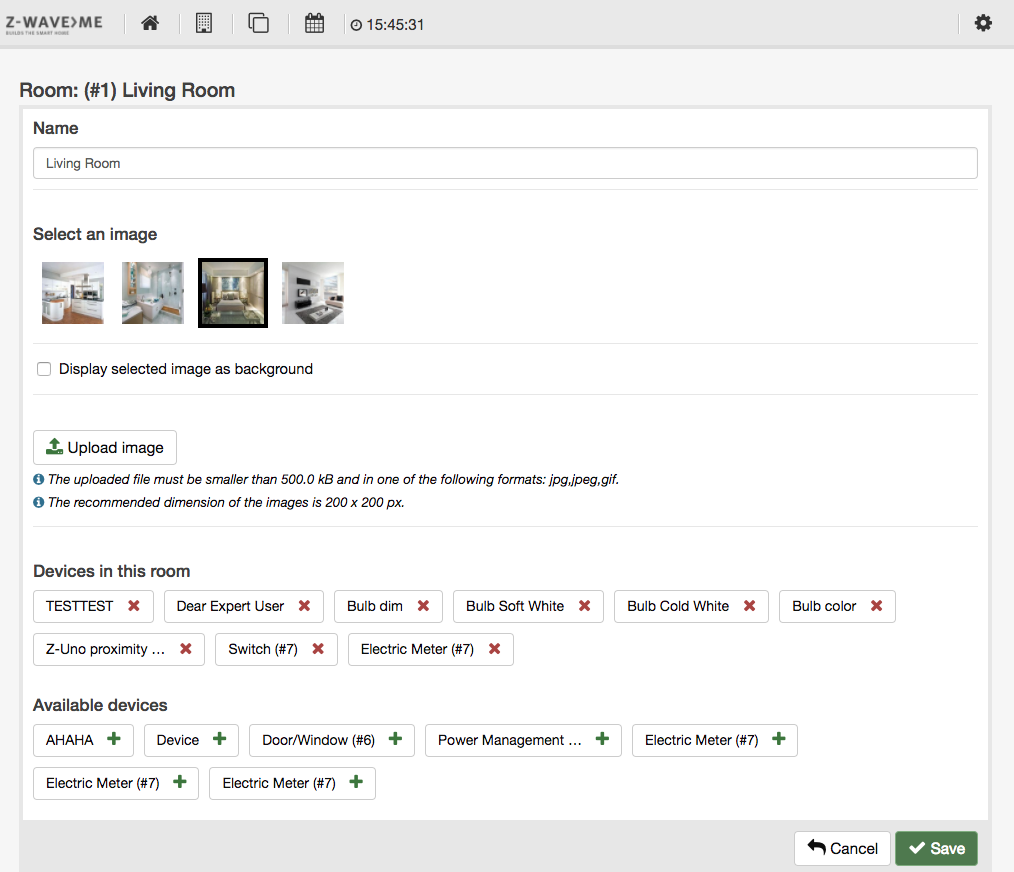 Z-WAVE>ME
BUILDS THE SMART HOME
15:45:31
Room: (#1) Living Room
Name
Living Room
Select an image
Display selected image as background
Upload image
The uploaded file must be smaller than 500.0 kB and in one of the following formats: jpg,jpeg,gif.
The recommended dimension of the images is 200 x 200 px.
Devices in this room
TESTTEST Dear Expert User Bulb dim Bulb Soft White Bulb Cold White Bulb color
Z-Uno proximity ... Switch (#7) Electric Meter (#7)
Available devices
AHAHA Device Door/Window (#6) Power Management ... Electric Meter (#7)
Electric Meter (#7) Electric Meter (#7)
Cancel Save